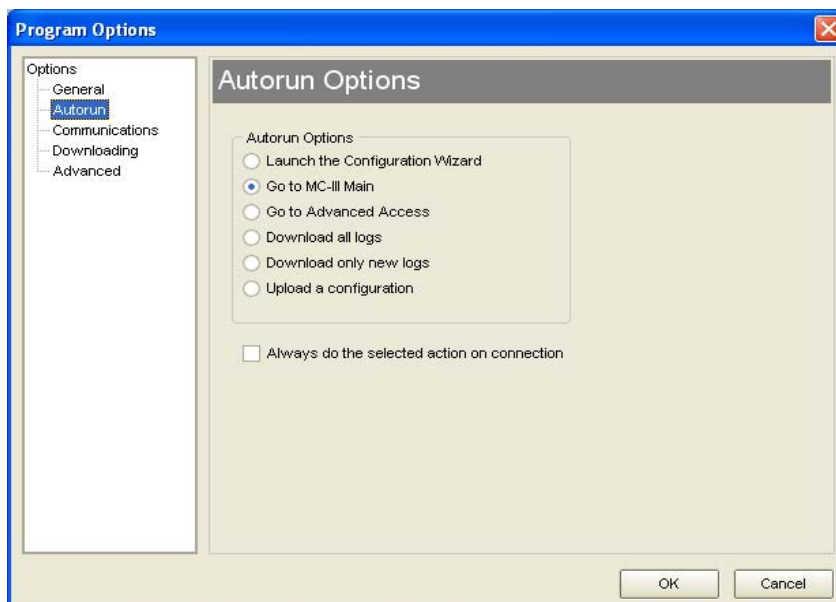 Program Options
Options
General
Autorun
Communications
Downloading
Advanced
Autorun Options
Autorun Options
Launch the Configuration Wizard
Go to MC-III Main
Go to Advanced Access
Download all logs
Download only new logs
Upload a configuration
Always do the selected action on connection
OK
Cancel